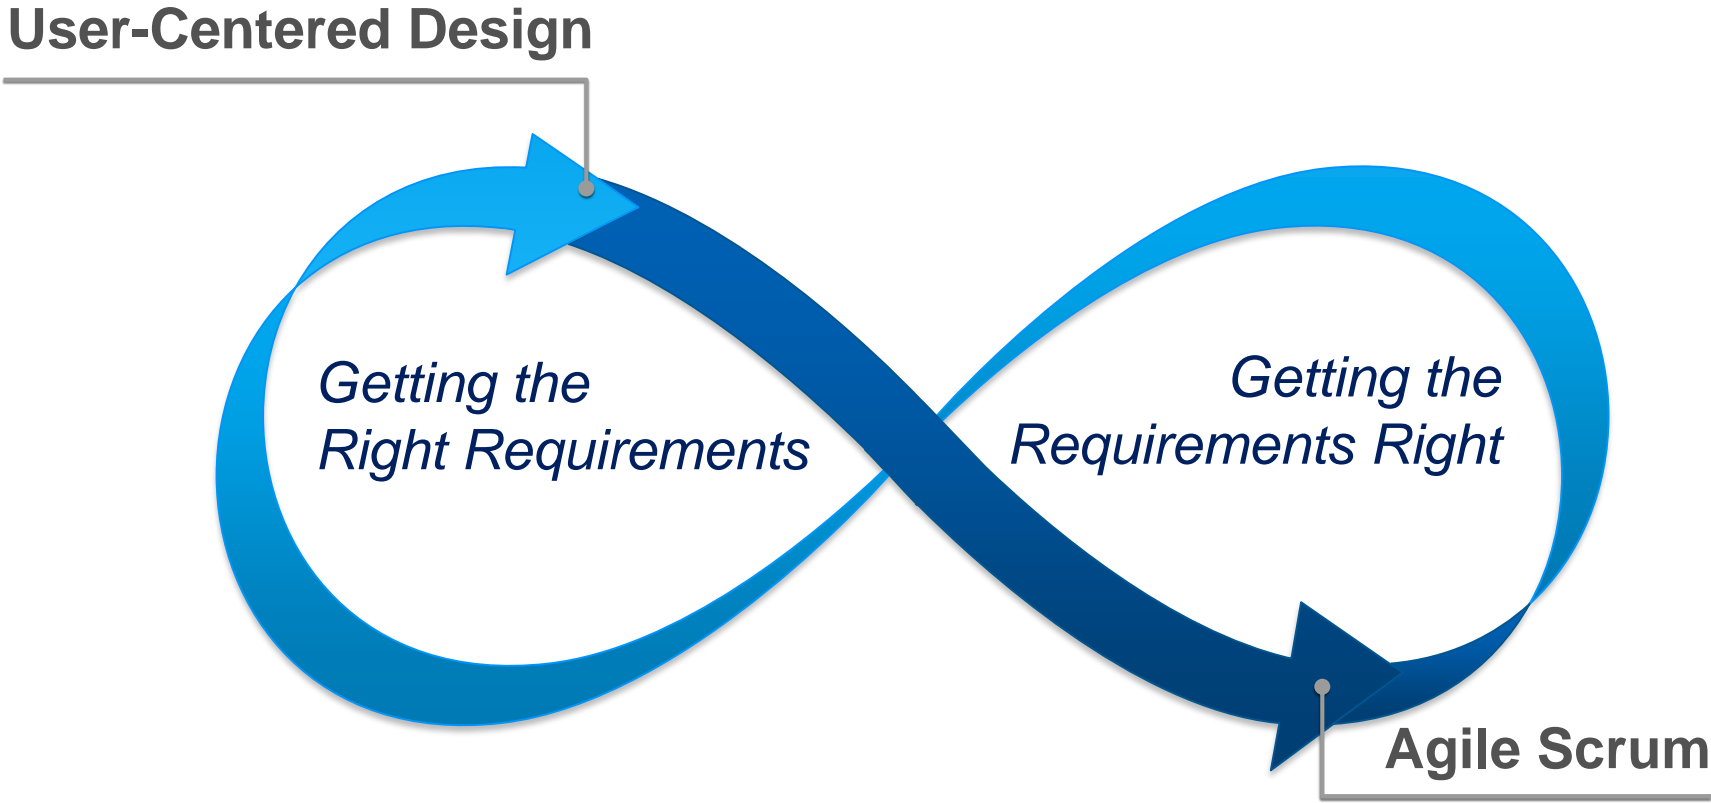 User-Centered Design
Getting the
Right Requirements
Getting the
Requirements Right
Agile Scrum